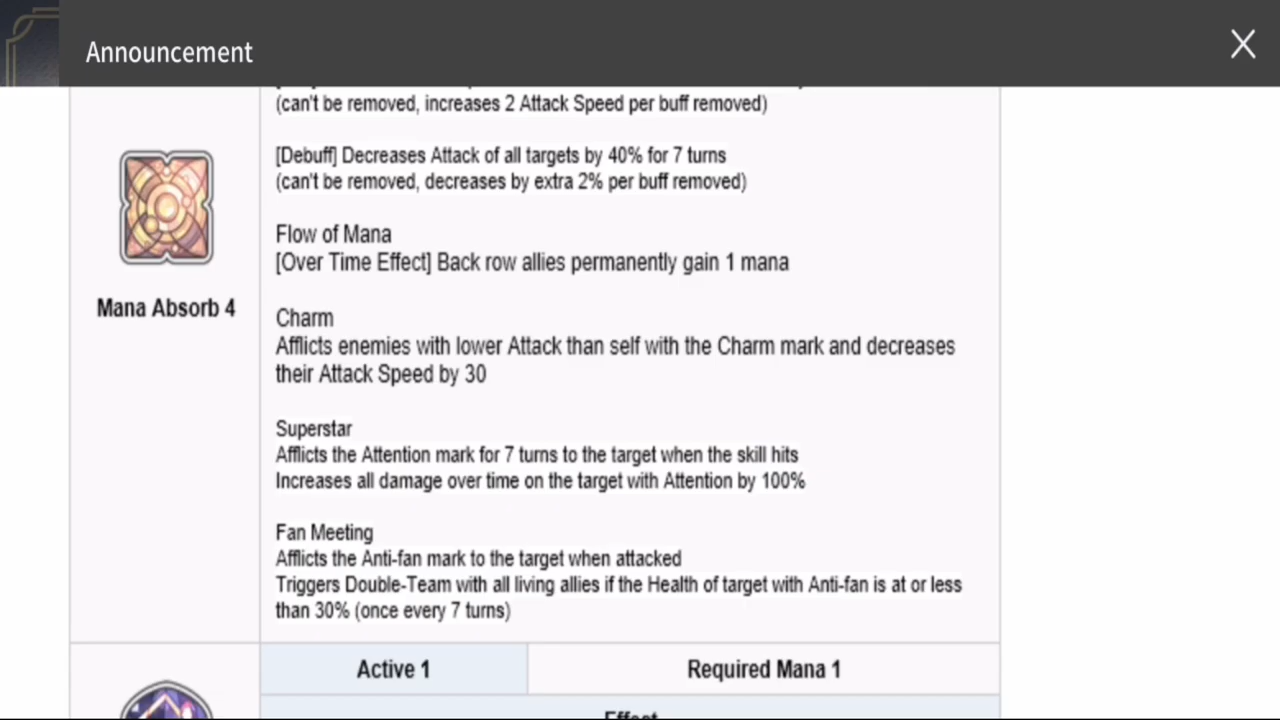 Announcement
(can't be removed, increases 2 Attack Speed per buff removed)
[Debuff] Decreases Attack of all targets by 40% for 7 turns
(can't be removed, decreases by extra 2% per buff removed)
Flow of Mana
[Over Time Effect] Back row allies permanently gain 1 mana
Mana Absorb 4
Charm
Afflicts enemies with lower Attack than self with the Charm mark and decreases
their Attack Speed by 30
Superstar
Afflicts the Attention mark for 7 turns to the target when the skill hits
Increases all damage over time on the target with Attention by 100%
Fan Meeting
Afflicts the Anti-fan mark to the target when attacked
Triggers Double-Team with all living allies if the Health of target with Anti-fan is at or less
than 30% (once every 7 turns)
Active 1
Required Mana 1
Effect